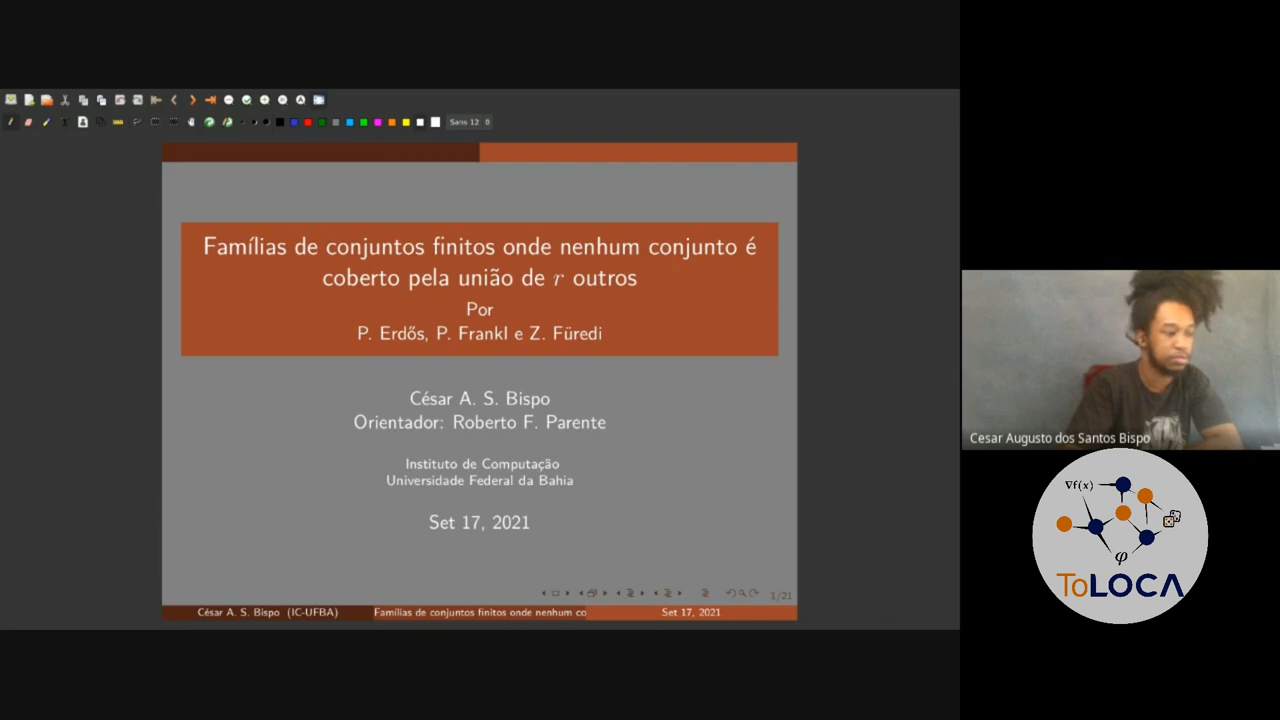 Sans 12
Famílias de conjuntos finitos onde nenhum conjunto é
coberto pela união de r outros
Por
P. Erdős, P. Frankl e Z. Füredi
César A. S. Bispo
Orientador: Roberto F. Parente
Instituto de Computação
Universidade Federal da Bahia
Set 17, 2021
1/21
César A. S. Bispo (IC-UFBA)
Famílias de conjuntos finitos onde nenhum co
Set 17, 2021
Cesar Augusto dos Santos Bispo
∇f(x)
φ
ToLOCA